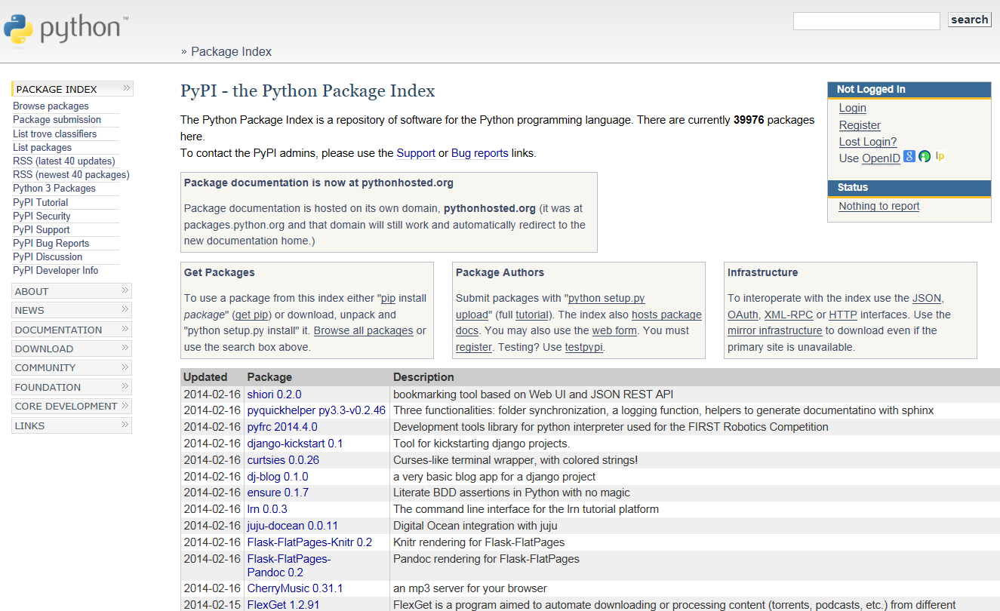 python™
search
» Package Index
PACKAGE INDEX »
Browse packages
Package submission
List trove classifiers
List packages
RSS (latest 40 updates)
RSS (newest 40 packages)
Python 3 Packages
PyPI Tutorial
PyPI Security
PyPI Support
PyPI Bug Reports
PyPI Discussion
PyPI Developer Info
ABOUT »
NEWS »
DOCUMENTATION »
DOWNLOAD »
COMMUNITY »
FOUNDATION »
CORE DEVELOPMENT »
LINKS »
PyPI - the Python Package Index
The Python Package Index is a repository of software for the Python programming language. There are currently 39976 packages
here.
To contact the PyPI admins, please use the Support or Bug reports links.
Not Logged In
Login
Register
Lost Login?
Use OpenID 8 lp
Status
Nothing to report
Package documentation is now at pythonhosted.org
Package documentation is hosted on its own domain, pythonhosted.org (it was at
packages.python.org and that domain will still work and automatically redirect to the
new documentation home.)
Get Packages
To use a package from this index either "pip install
package" (get pip) or download, unpack and
"python setup.py install" it. Browse all packages or
use the search box above.
Package Authors
Submit packages with "python setup.py
upload" (full tutorial). The index also hosts package
docs. You may also use the web form. You must
register. Testing? Use testpypi.
Infrastructure
To interoperate with the index use the JSON,
OAuth, XML-RPC or HTTP interfaces. Use the
mirror infrastructure to download even if the
primary site is unavailable.
Updated Package Description
2014-02-16 shiori 0.2.0 bookmarking tool based on Web UI and JSON REST API
2014-02-16 pyquickhelper py3.3-v0.2.46 Three functionalities: folder synchronization, a logging function, helpers to generate documentatino with sphinx
2014-02-16 pyfrc 2014.4.0 Development tools library for python interpreter used for the FIRST Robotics Competition
2014-02-16 django-kickstart 0.1 Tool for kickstarting django projects.
2014-02-16 curtsies 0.0.26 Curses-like terminal wrapper, with colored strings!
2014-02-16 dj-blog 0.1.0 a very basic blog app for a django project
2014-02-16 ensure 0.1.7 Literate BDD assertions in Python with no magic
2014-02-16 lrn 0.0.3 The command line interface for the lrn tutorial platform
2014-02-16 juju-docean 0.0.11 Digital Ocean integration with juju
2014-02-16 Flask-FlatPages-Knitr 0.2 Knitr rendering for Flask-FlatPages
2014-02-16 Flask-FlatPages- Pandoc rendering for Flask-FlatPages
Pandoc 0.2
2014-02-16 CherryMusic 0.31.1 an mp3 server for your browser
2014-02-15 FlexGet 1.2.91 FlexGet is a program aimed to automate downloading or processing content (torrents, podcasts, etc.) from different